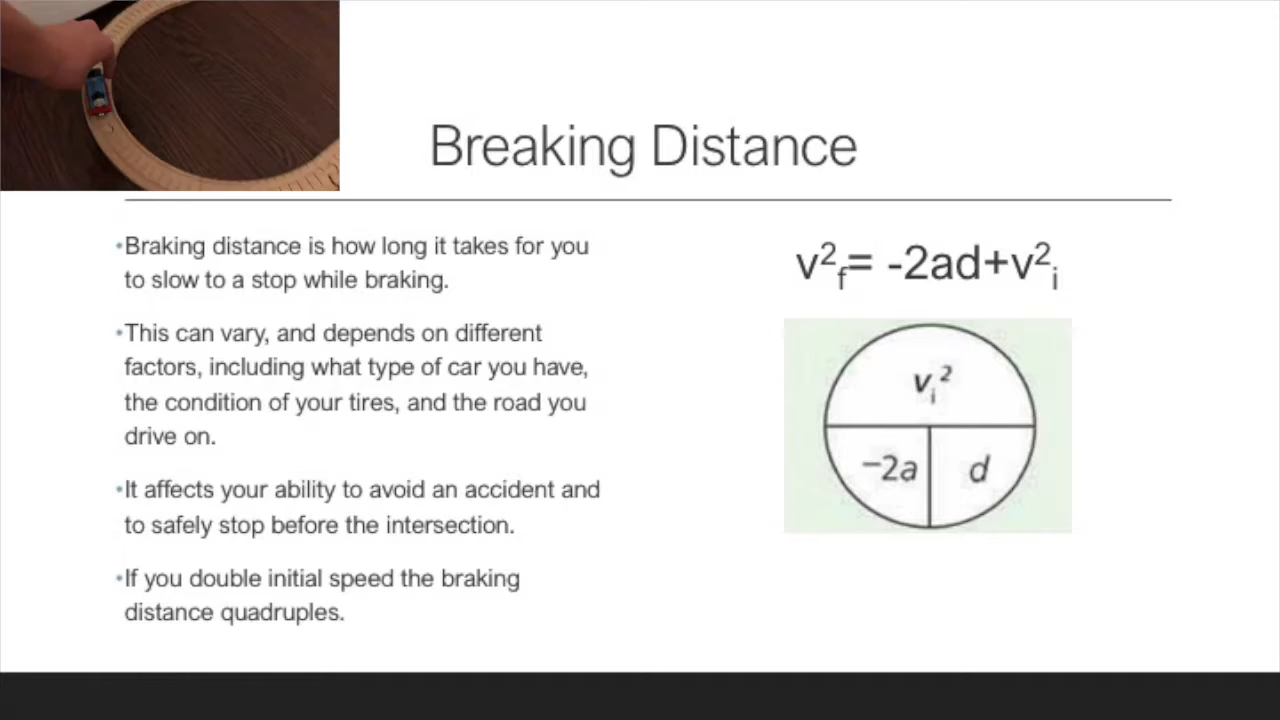 Breaking Distance
•Braking distance is how long it takes for you
to slow to a stop while braking.
•This can vary, and depends on different
factors, including what type of car you have,
the condition of your tires, and the road you
drive on.
•It affects your ability to avoid an accident and
to safely stop before the intersection.
•If you double initial speed the braking
distance quadruples.
v²f= -2ad+v²i
vi²
−2a d